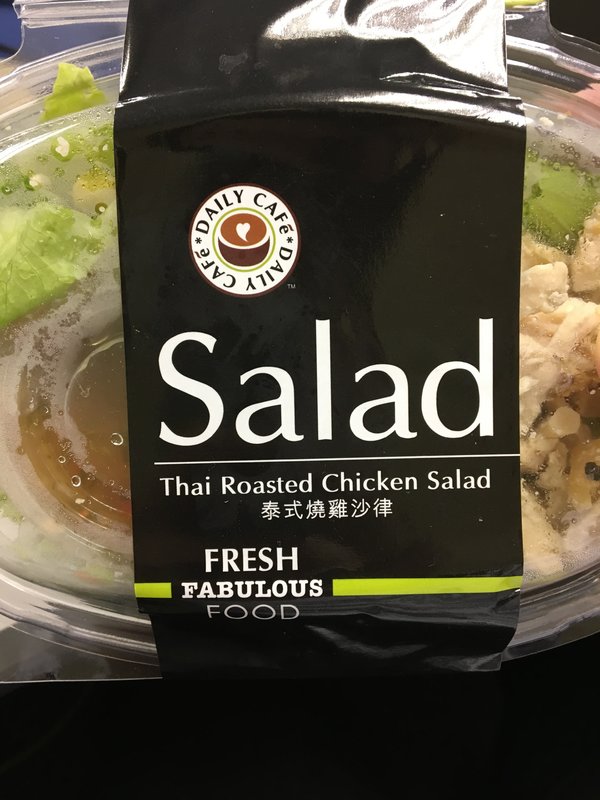 *DAILY CAFé*DAILY CAFé
TM
Salad
Thai Roasted Chicken Salad
泰式燒雞沙律
FRESH
FABULOUS
FOOD